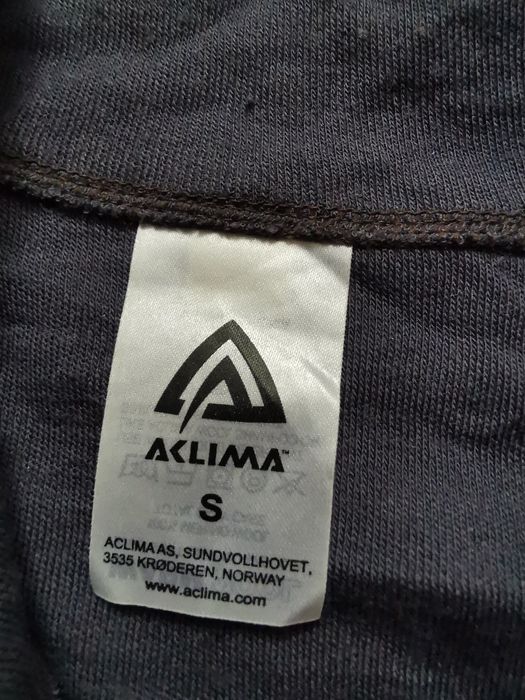 ACLIMA™
S
ACLIMA AS, SUNDVOLLHOVET,
3535 KRØDEREN, NORWAY
www.aclima.com